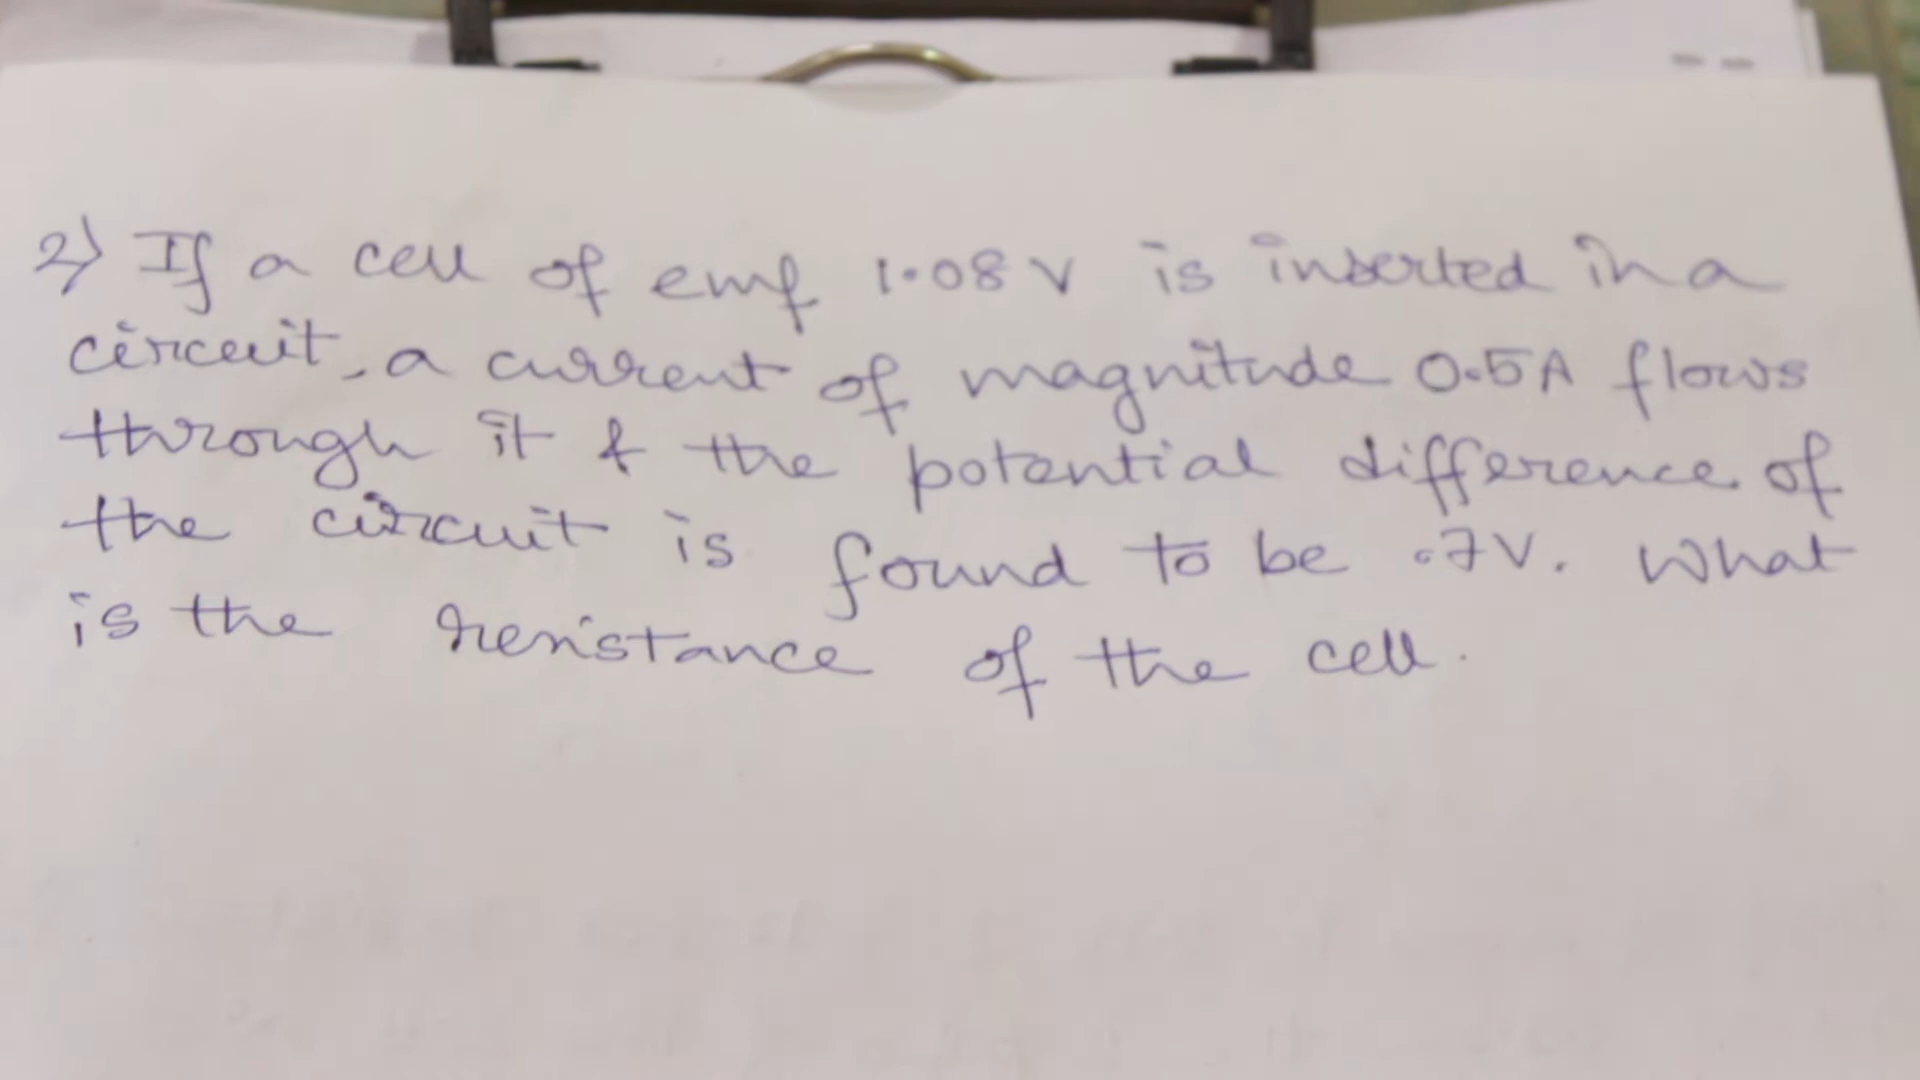 2) If a cell of emf 1.08 V is inserted in a
circuit, a current of magnitude 0.5A flows
through it & the potential difference of
the circuit is found to be .7V. What
is the resistance of the cell.